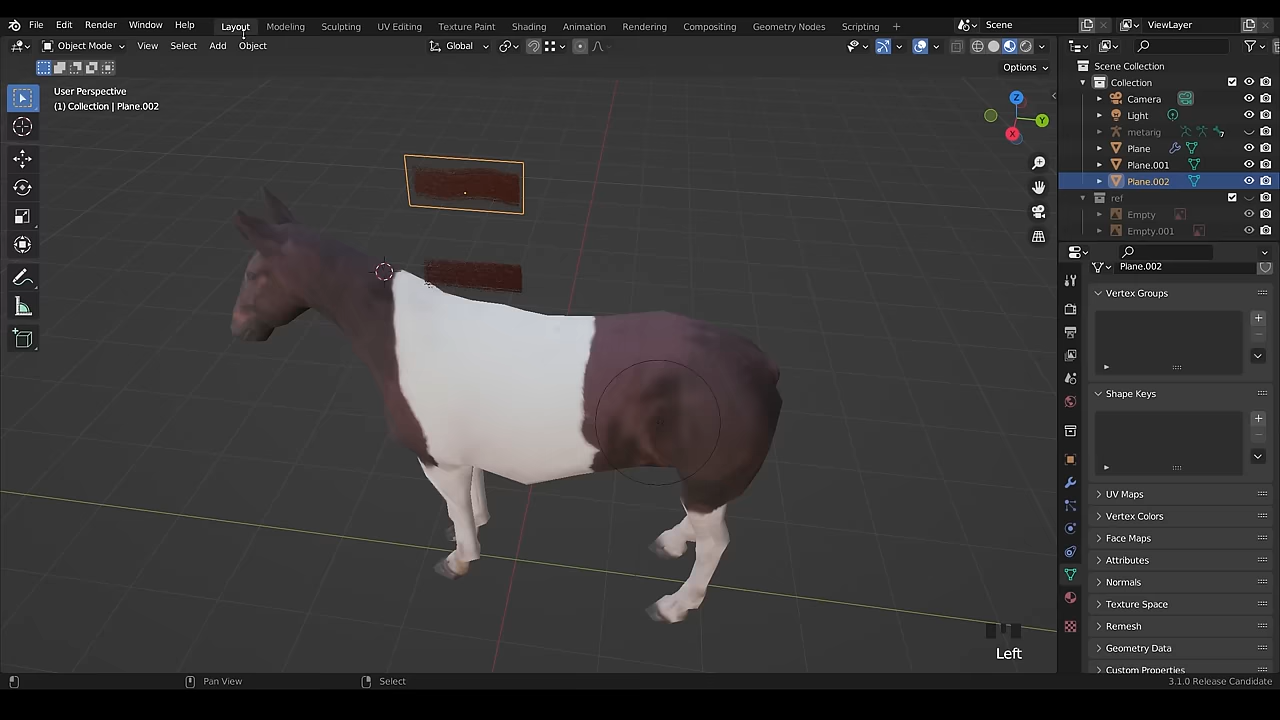 File Edit Render Window Help Layout Modeling Sculpting UV Editing Texture Paint Shading Animation Rendering Compositing Geometry Nodes Scripting + Scene ViewLayer
Object Mode View Select Add Object Global
Options
User Perspective
(1) Collection | Plane.002
Z
Y
X
Scene Collection
Collection
Camera
Light
metarig
Plane
Plane.001
Plane.002
ref
Empty
Empty.001
Plane.002
Vertex Groups
Shape Keys
UV Maps
Vertex Colors
Face Maps
Attributes
Normals
Texture Space
Remesh
Geometry Data
Custom Properties
Left
Pan View Select 3.1.0 Release Candidate